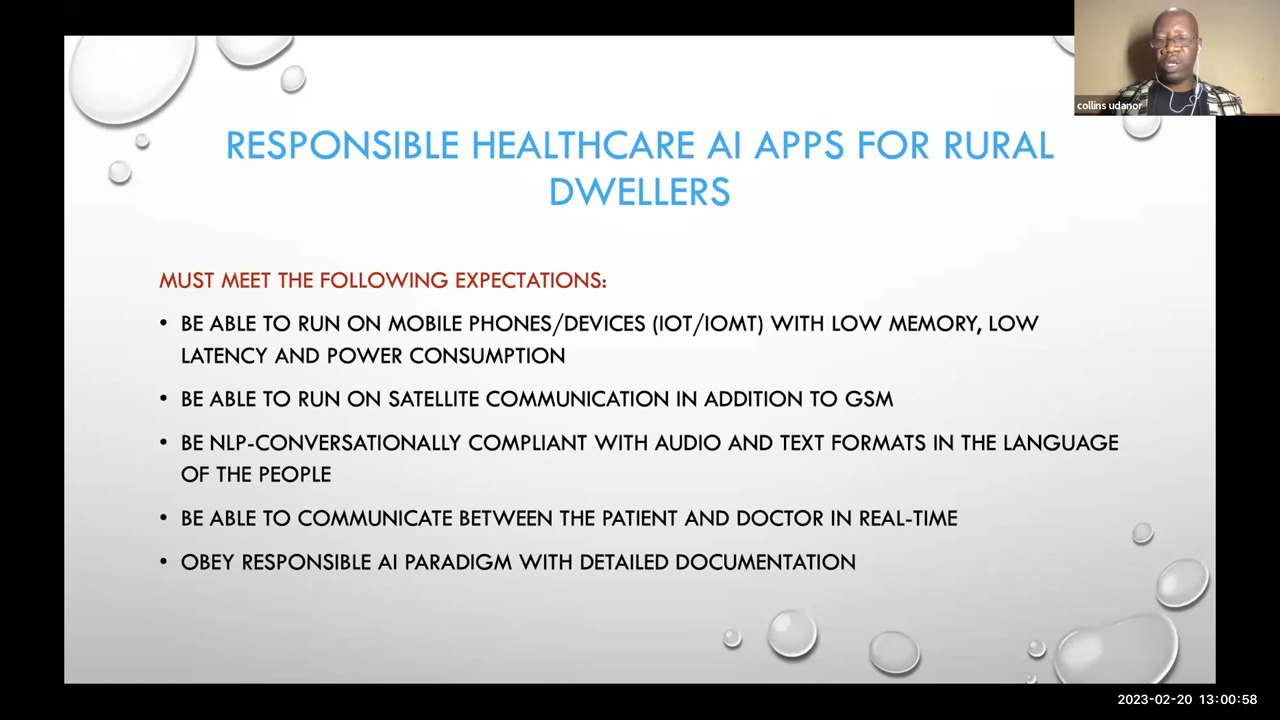 collins udanor
RESPONSIBLE HEALTHCARE AI APPS FOR RURAL
DWELLERS
MUST MEET THE FOLLOWING EXPECTATIONS:
• BE ABLE TO RUN ON MOBILE PHONES/DEVICES (IOT/IOMT) WITH LOW MEMORY, LOW
LATENCY AND POWER CONSUMPTION
• BE ABLE TO RUN ON SATELLITE COMMUNICATION IN ADDITION TO GSM
• BE NLP-CONVERSATIONALLY COMPLIANT WITH AUDIO AND TEXT FORMATS IN THE LANGUAGE
OF THE PEOPLE
• BE ABLE TO COMMUNICATE BETWEEN THE PATIENT AND DOCTOR IN REAL-TIME
• OBEY RESPONSIBLE AI PARADIGM WITH DETAILED DOCUMENTATION
2023-02-20 13:00:58